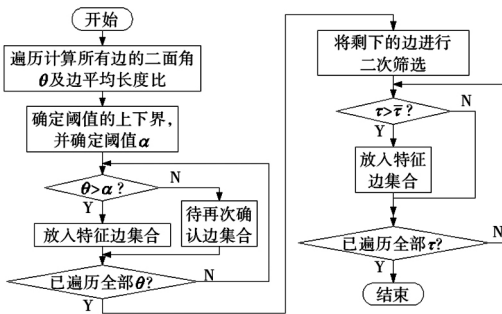 开始
遍历计算所有边的二面角
θ及边平均长度比
确定阈值的上下界,
并确定阈值α
θ>α?
N
Y
待再次确
认边集合
放入特征边集合
已遍历全部θ?
N
Y
将剩下的边进行
二次筛选
τ>τ̅?
N
Y
放入特征
边集合
已遍历全部τ?
N
Y
结束